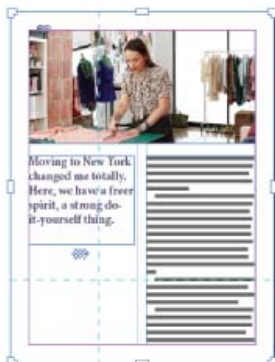 Moving to New York
changed me totally.
Here, we have a freer
spirit, a strong do-
it-yourself thing.